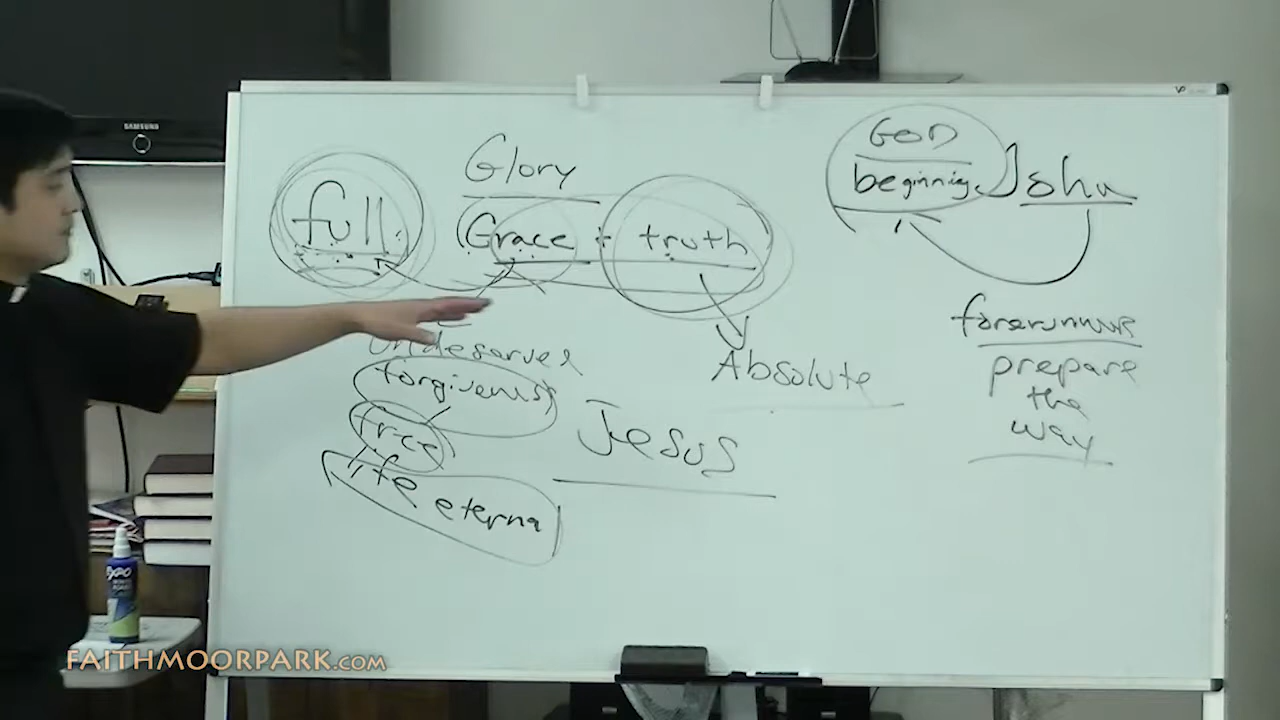 SAMSUNG
GOD
beginning
John
Glory
full
Grace + truth
forerunner
prepare
the
way
Undeserved
forgiveness
free
life eternal
Absolute
Jesus
EXPO
FAITHMOORPARK.COM